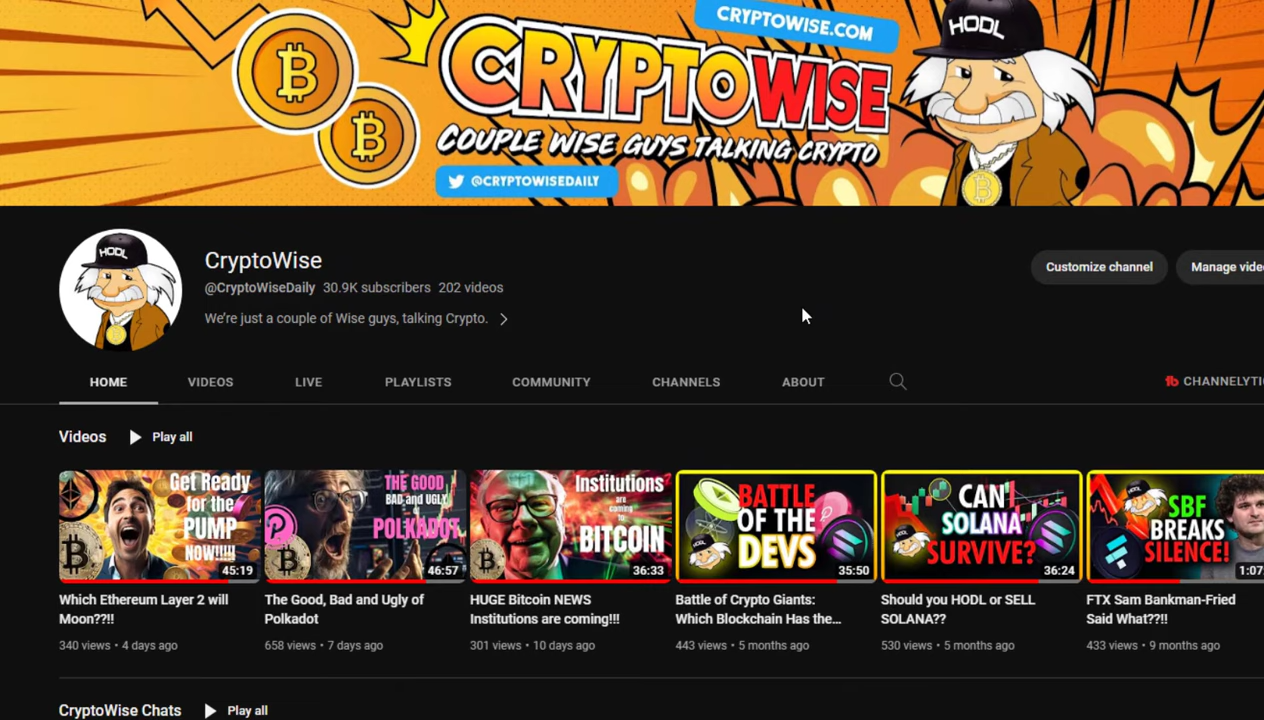 CRYPTOWISE.COM
HODL
CRYPTOWISE
COUPLE WISE GUYS TALKING CRYPTO
@CRYPTOWISEDAILY
HODL
CryptoWise
@CryptoWiseDaily 30.9K subscribers 202 videos
We're just a couple of Wise guys, talking Crypto.
Customize channel
Manage vide
HOME VIDEOS LIVE PLAYLISTS COMMUNITY CHANNELS ABOUT
CHANNELYTI
Videos Play all
Get Ready
for the
PUMP
NOW!!!!!
45:19
THE GOOD
BAD and UGLY
POLKADOT
46:57
Institutions
are
coming
to
BITCOIN
36:33
BATTLE
OF THE
DEVS
HODL
35:50
CAN
SOLANA
SURVIVE?
HODL
36:24
SBF
BREAKS
SILENCE!
1:07
Which Ethereum Layer 2 will
Moon??!!
340 views • 4 days ago
The Good, Bad and Ugly of
Polkadot
658 views • 7 days ago
HUGE Bitcoin NEWS
Institutions are coming!!!
301 views • 10 days ago
Battle of Crypto Giants:
Which Blockchain Has the...
443 views • 5 months ago
Should you HODL or SELL
SOLANA??
530 views • 5 months ago
FTX Sam Bankman-Fried
Said What??!!
433 views • 9 months ago
CryptoWise Chats Play all